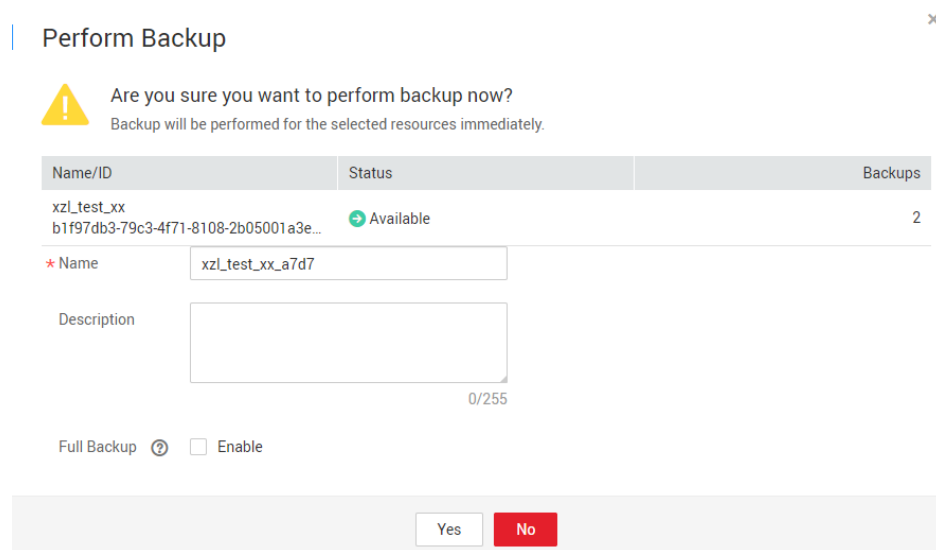 Perform Backup
Are you sure you want to perform backup now?
Backup will be performed for the selected resources immediately.
Name/ID Status Backups
xzl_test_xx
b1f97db3-79c3-4f71-8108-2b05001a3e...
Available 2
* Name xzl_test_xx_a7d7
Description
0/255
Full Backup ? Enable
Yes No